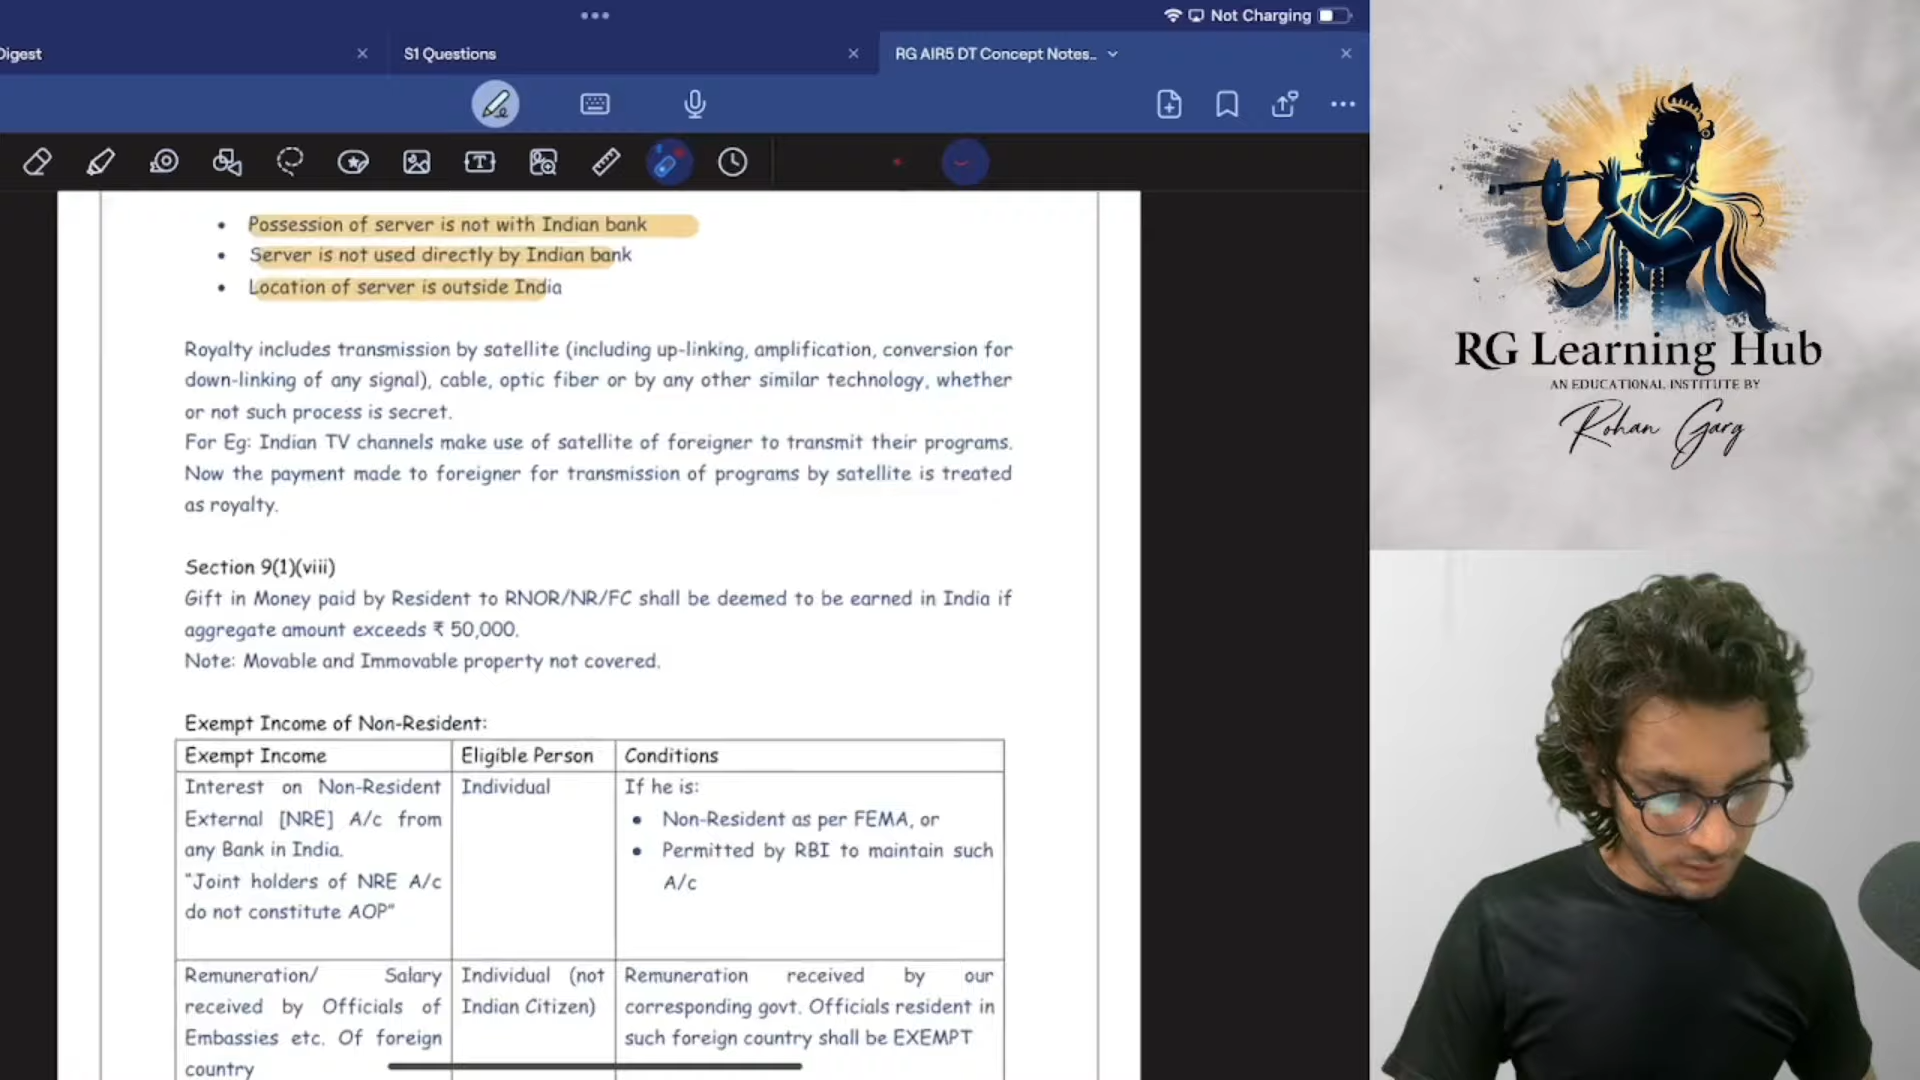 Not Charging
Digest
S1 Questions
RG AIR5 DT Concept Notes..
• Possession of server is not with Indian bank
• Server is not used directly by Indian bank
• Location of server is outside India
Royalty includes transmission by satellite (including up-linking, amplification, conversion for
down-linking of any signal), cable, optic fiber or by any other similar technology, whether
or not such process is secret.
For Eg: Indian TV channels make use of satellite of foreigner to transmit their programs.
Now the payment made to foreigner for transmission of programs by satellite is treated
as royalty.
Section 9(1)(viii)
Gift in Money paid by Resident to RNOR/NR/FC shall be deemed to be earned in India if
aggregate amount exceeds ₹ 50,000.
Note: Movable and Immovable property not covered.
Exempt Income of Non-Resident:
Exempt Income
Eligible Person
Conditions
Interest on Non-Resident
External [NRE] A/c from
any Bank in India.
"Joint holders of NRE A/c
do not constitute AOP"
Individual
If he is:
• Non-Resident as per FEMA, or
• Permitted by RBI to maintain such
A/c
Remuneration/ Salary
received by Officials of
Embassies etc. Of foreign
country
Individual (not
Indian Citizen)
Remuneration received by our
corresponding govt. Officials resident in
such foreign country shall be EXEMPT
RG Learning Hub
AN EDUCATIONAL INSTITUTE BY
Rohan Garg